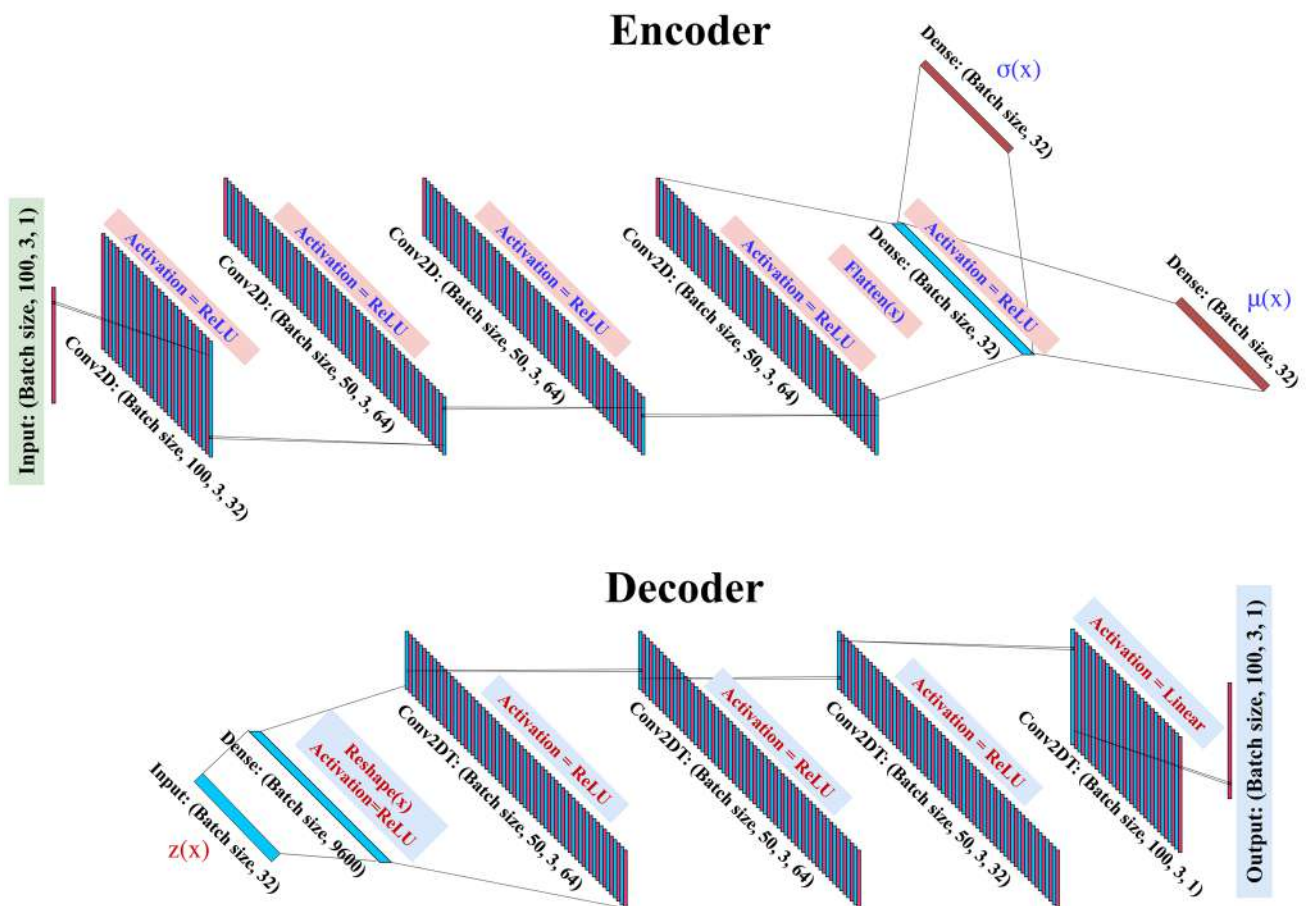 Encoder
Input: (Batch size, 100, 3, 1)
Activation = ReLU
Conv2D: (Batch size, 100, 3, 32)
Activation = ReLU
Conv2D: (Batch size, 50, 3, 64)
Activation = ReLU
Conv2D: (Batch size, 50, 3, 64)
Activation = ReLU
Conv2D: (Batch size, 50, 3, 64)
Flatten(x)
Activation = ReLU
Dense: (Batch size, 32)
Dense: (Batch size, 32)
σ(x)
Dense: (Batch size, 32)
μ(x)
Decoder
z(x)
Input: (Batch size, 32)
Dense: (Batch size, 9600)
Reshape(x)
Activation=ReLU
Conv2DT: (Batch size, 50, 3, 64)
Activation = ReLU
Conv2DT: (Batch size, 50, 3, 64)
Activation = ReLU
Conv2DT: (Batch size, 50, 3, 32)
Activation = ReLU
Conv2DT: (Batch size, 100, 3, 1)
Activation = Linear
Output: (Batch size, 100, 3, 1)